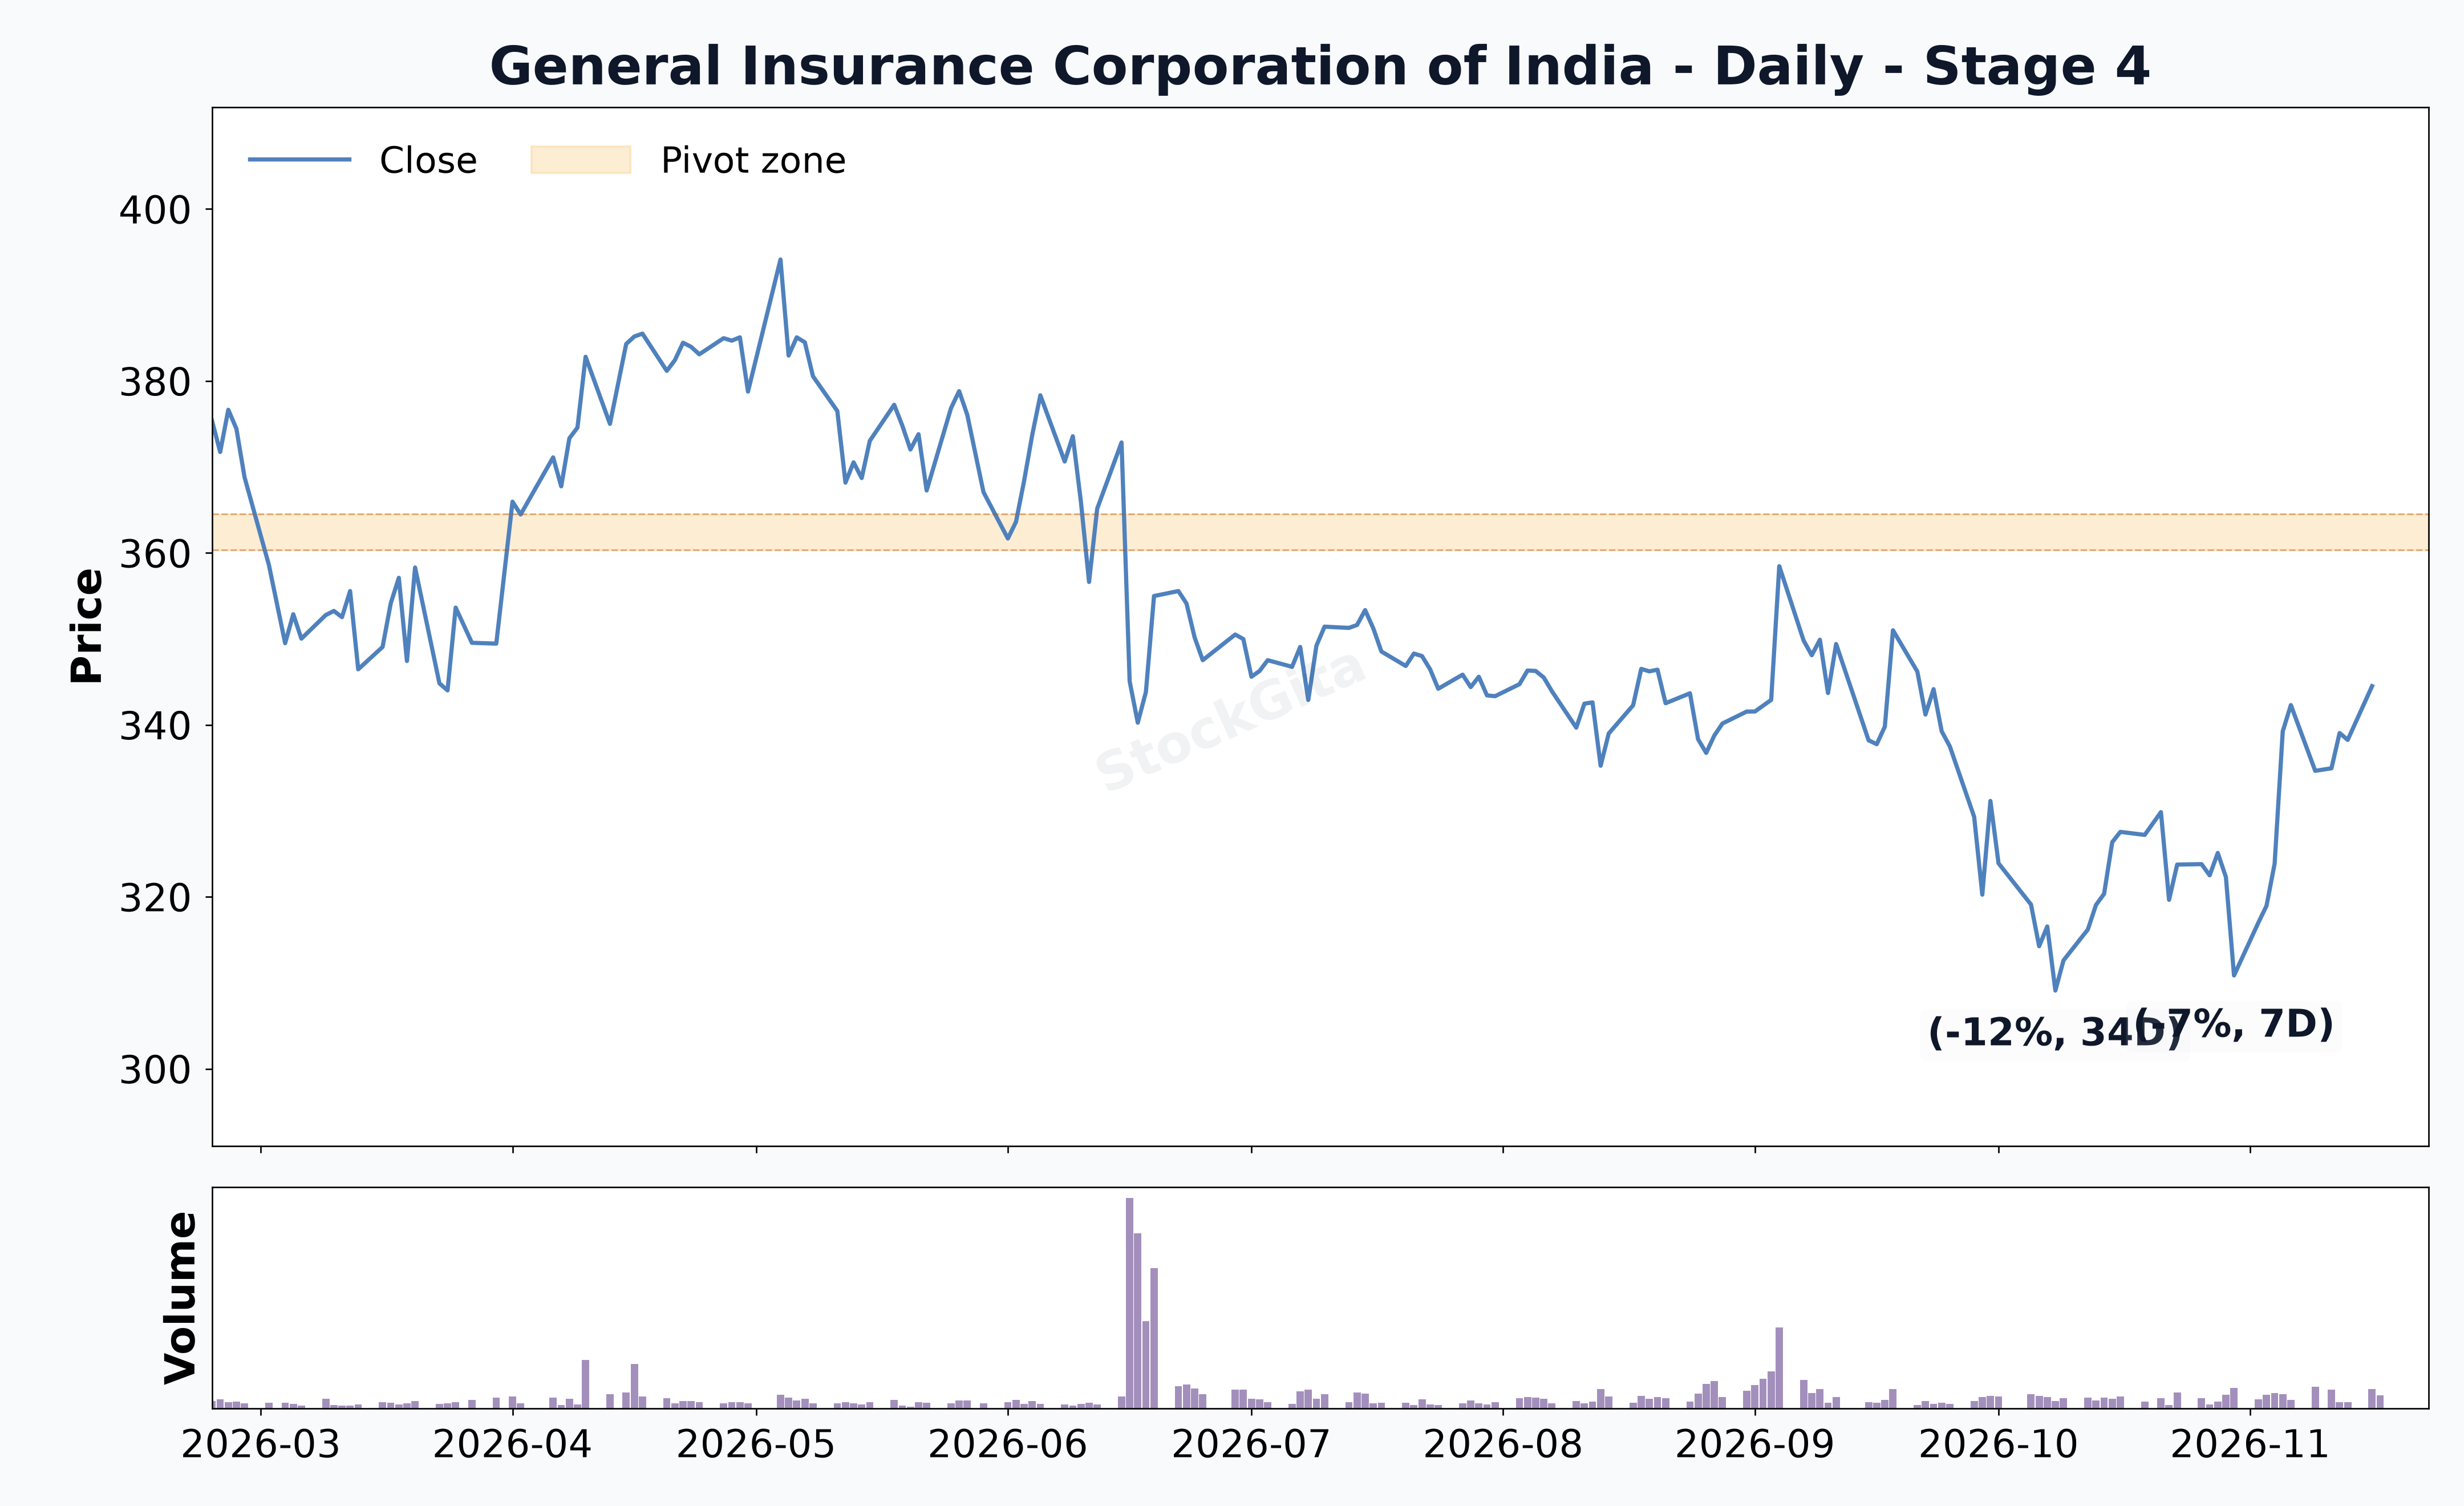 General Insurance Corporation of India - Daily - Stage 4
Close
Pivot zone
Price
400
380
360
340
320
300
StockGita
(-12%, 34D)
(-7%, 7D)
Volume
2026-03
2026-04
2026-05
2026-06
2026-07
2026-08
2026-09
2026-10
2026-11